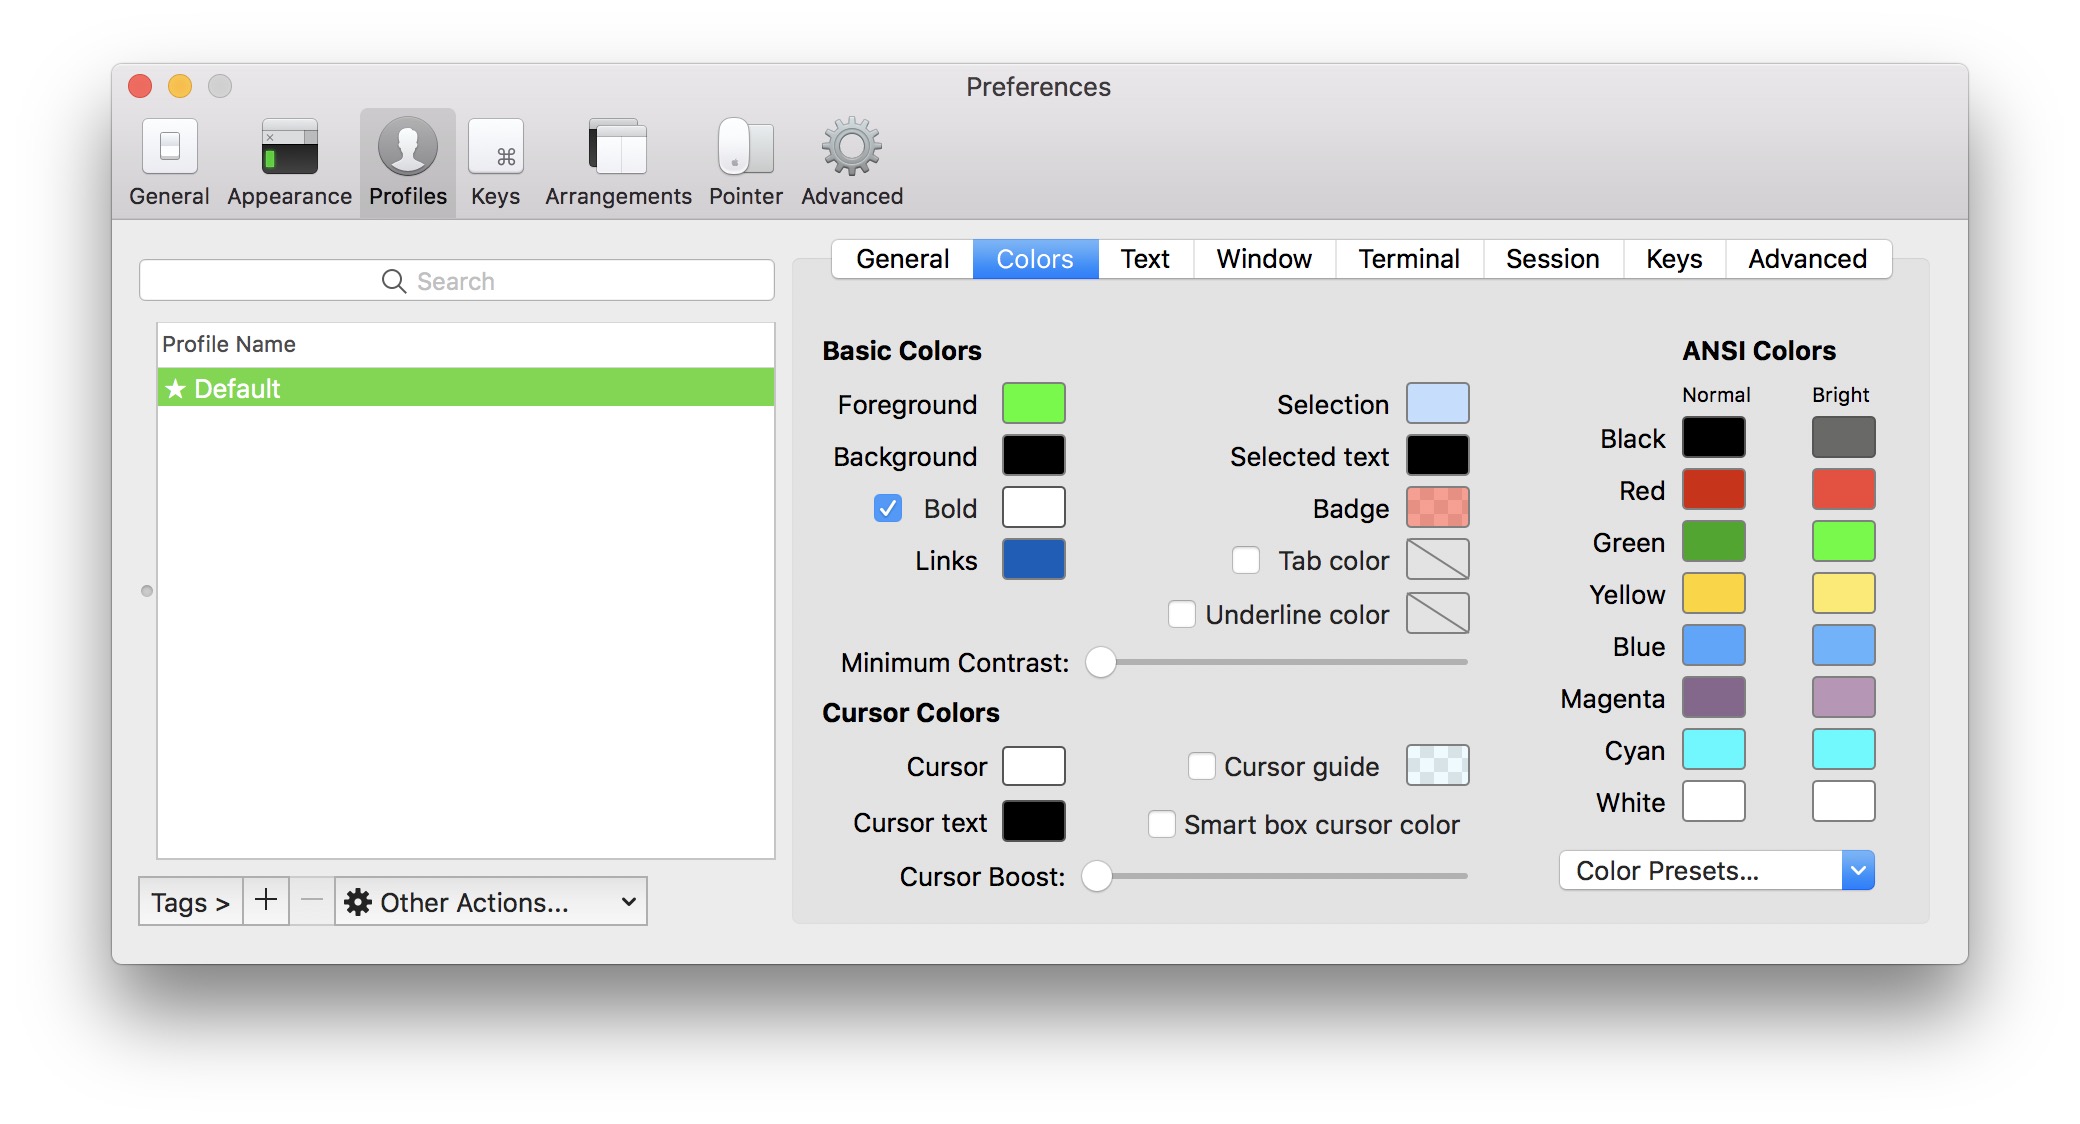 Preferences
General Appearance Profiles Keys Arrangements Pointer Advanced
General Colors Text Window Terminal Session Keys Advanced
Search
Profile Name
★ Default
Tags > + − Other Actions...
Basic Colors
Foreground
Background
Bold
Links
Selection
Selected text
Badge
Tab color
Underline color
Minimum Contrast:
Cursor Colors
Cursor
Cursor text
Cursor guide
Smart box cursor color
Cursor Boost:
ANSI Colors
Normal Bright
Black
Red
Green
Yellow
Blue
Magenta
Cyan
White
Color Presets...